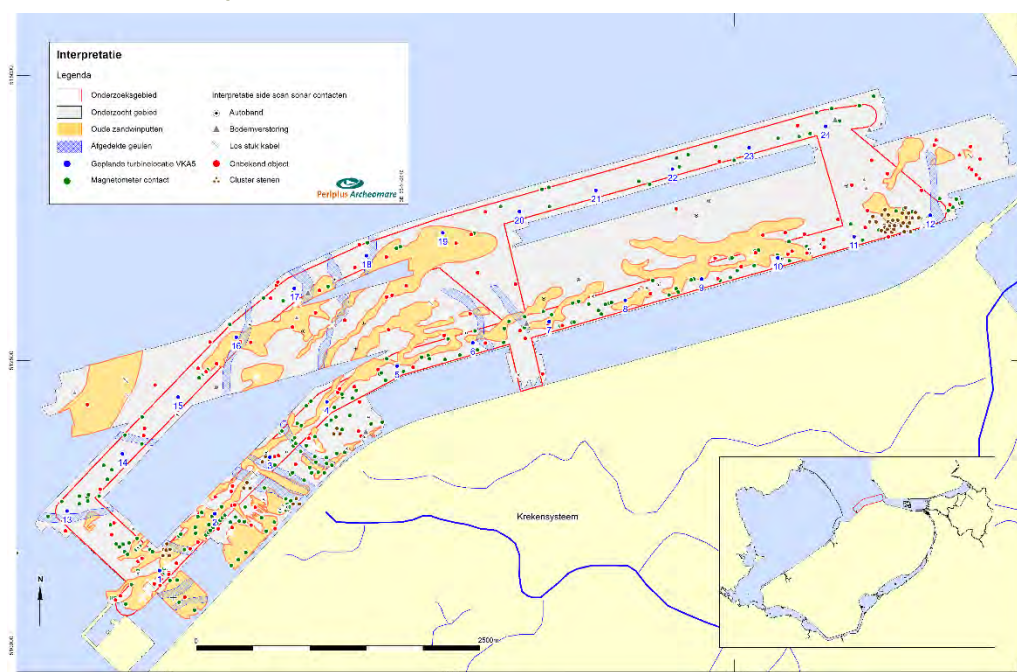 Interpretatie
Legenda
Onderzoeksgebied
Onderzocht gebied
Oude zandwinputten
Afgedekte geulen
Geplande turbinelocatie VKA5
Magnetometer contact
Interpretatie side scan sonar contacten
Autoband
Bodemverstoring
Los stuk kabel
Onbekend object
Cluster stenen
Periplus Archeomare
24
23
22
21
20
19
18
17
16
15
14
13
12
11
10
9
8
7
6
5
4
3
2
1
Krekensysteem
N
0
2500m